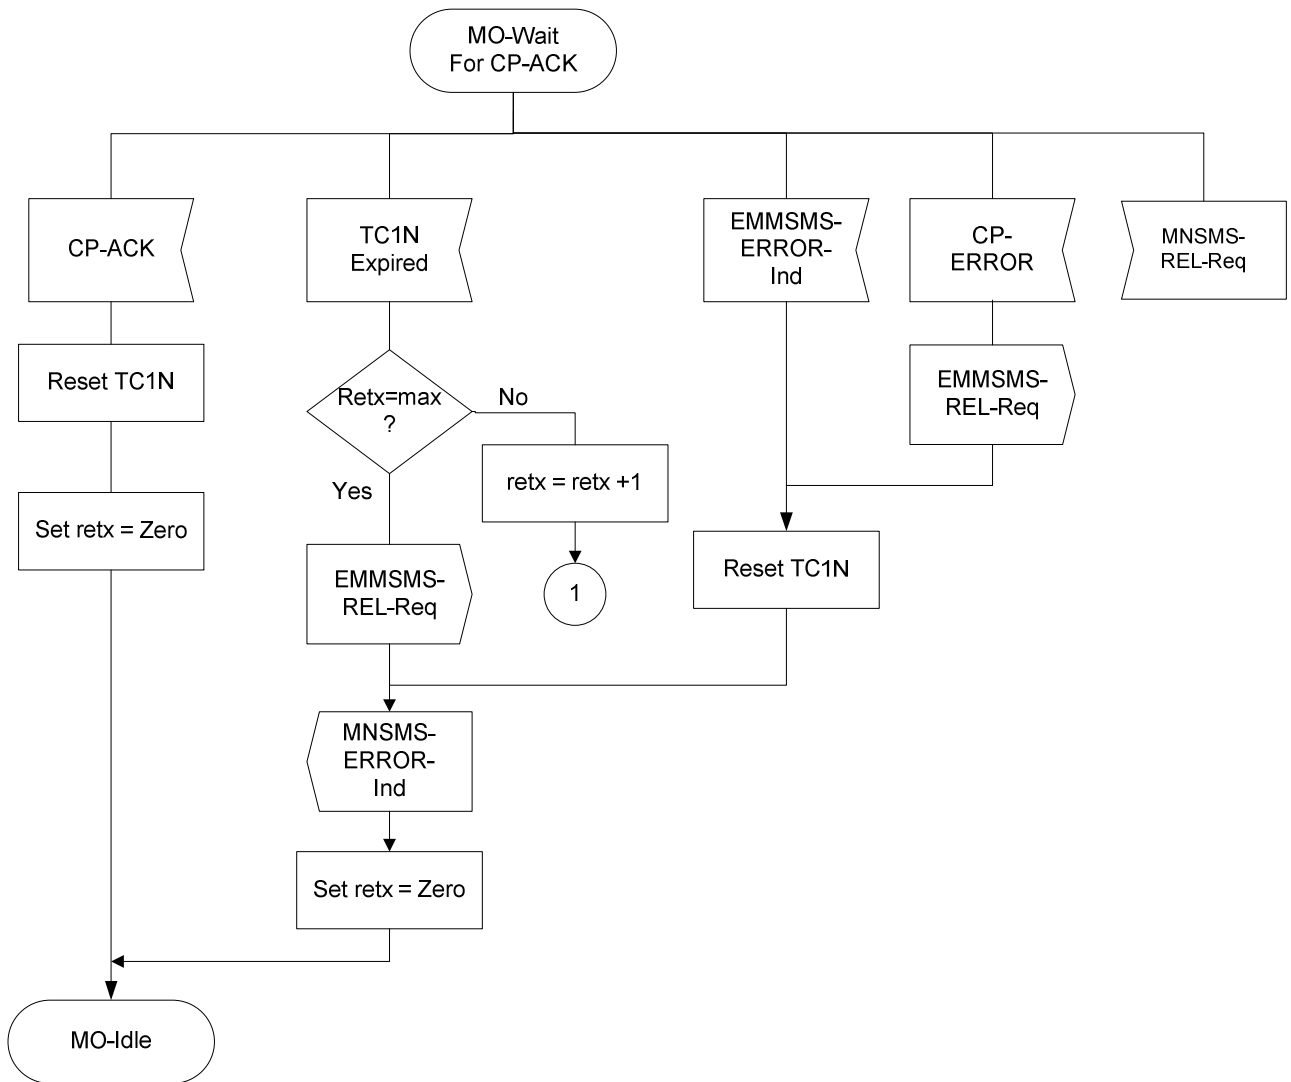 MO-Wait
For CP-ACK
CP-ACK
TC1N
Expired
EMMSMS-
ERROR-
Ind
CP-
ERROR
MNSMS-
REL-Req
Reset TC1N
Retx=max
?
No
EMMSMS-
REL-Req
retx = retx +1
Yes
Set retx = Zero
EMMSMS-
REL-Req
1
Reset TC1N
MNSMS-
ERROR-
Ind
Set retx = Zero
MO-Idle